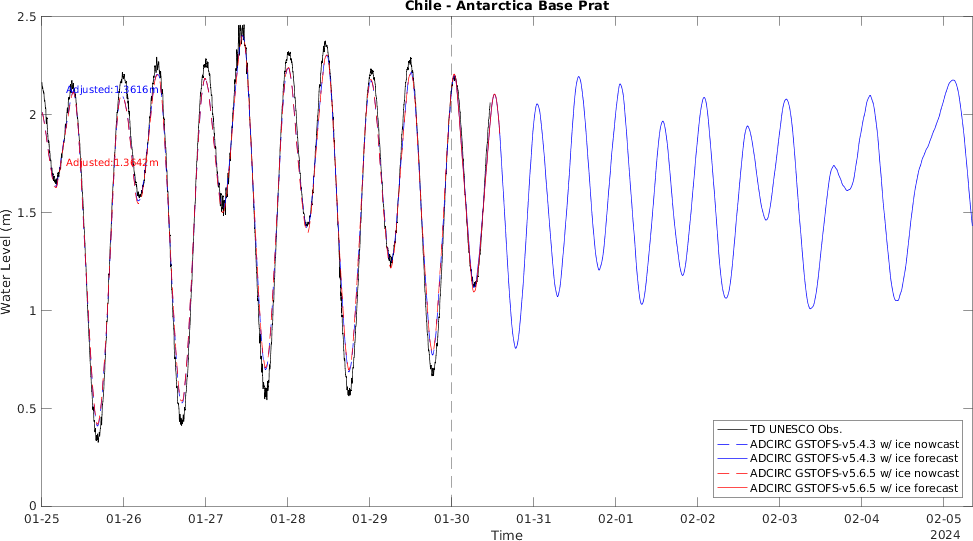 Chile - Antarctica Base Prat
2.5
2
1.5
1
0.5
0
Water Level (m)
Adjusted:1.3616m
Adjusted:1.3642m
TD UNESCO Obs.
ADCIRC GSTOFS-v5.4.3 w/ ice nowcast
ADCIRC GSTOFS-v5.4.3 w/ ice forecast
ADCIRC GSTOFS-v5.6.5 w/ ice nowcast
ADCIRC GSTOFS-v5.6.5 w/ ice forecast
01-25 01-26 01-27 01-28 01-29 01-30 01-31 02-01 02-02 02-03 02-04 02-05
Time 2024